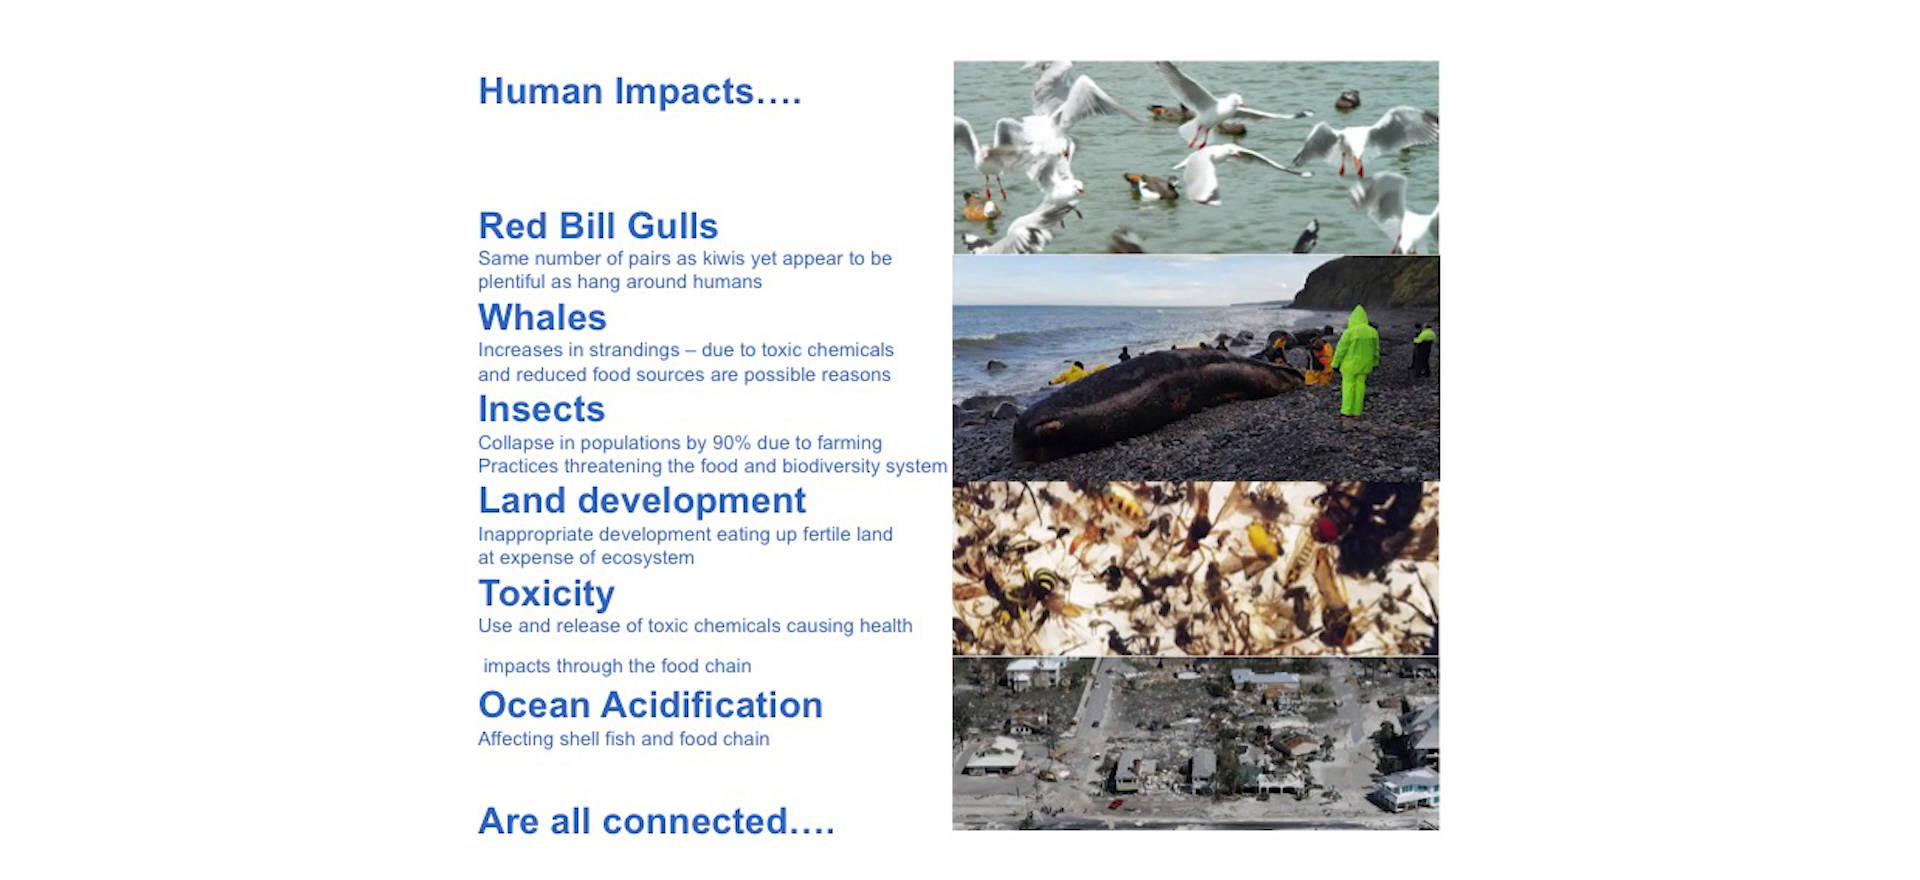 Human Impacts....
Red Bill Gulls
Same number of pairs as kiwis yet appear to be
plentiful as hang around humans
Whales
Increases in strandings – due to toxic chemicals
and reduced food sources are possible reasons
Insects
Collapse in populations by 90% due to farming
Practices threatening the food and biodiversity system
Land development
Inappropriate development eating up fertile land
at expense of ecosystem
Toxicity
Use and release of toxic chemicals causing health
impacts through the food chain
Ocean Acidification
Affecting shell fish and food chain
Are all connected....